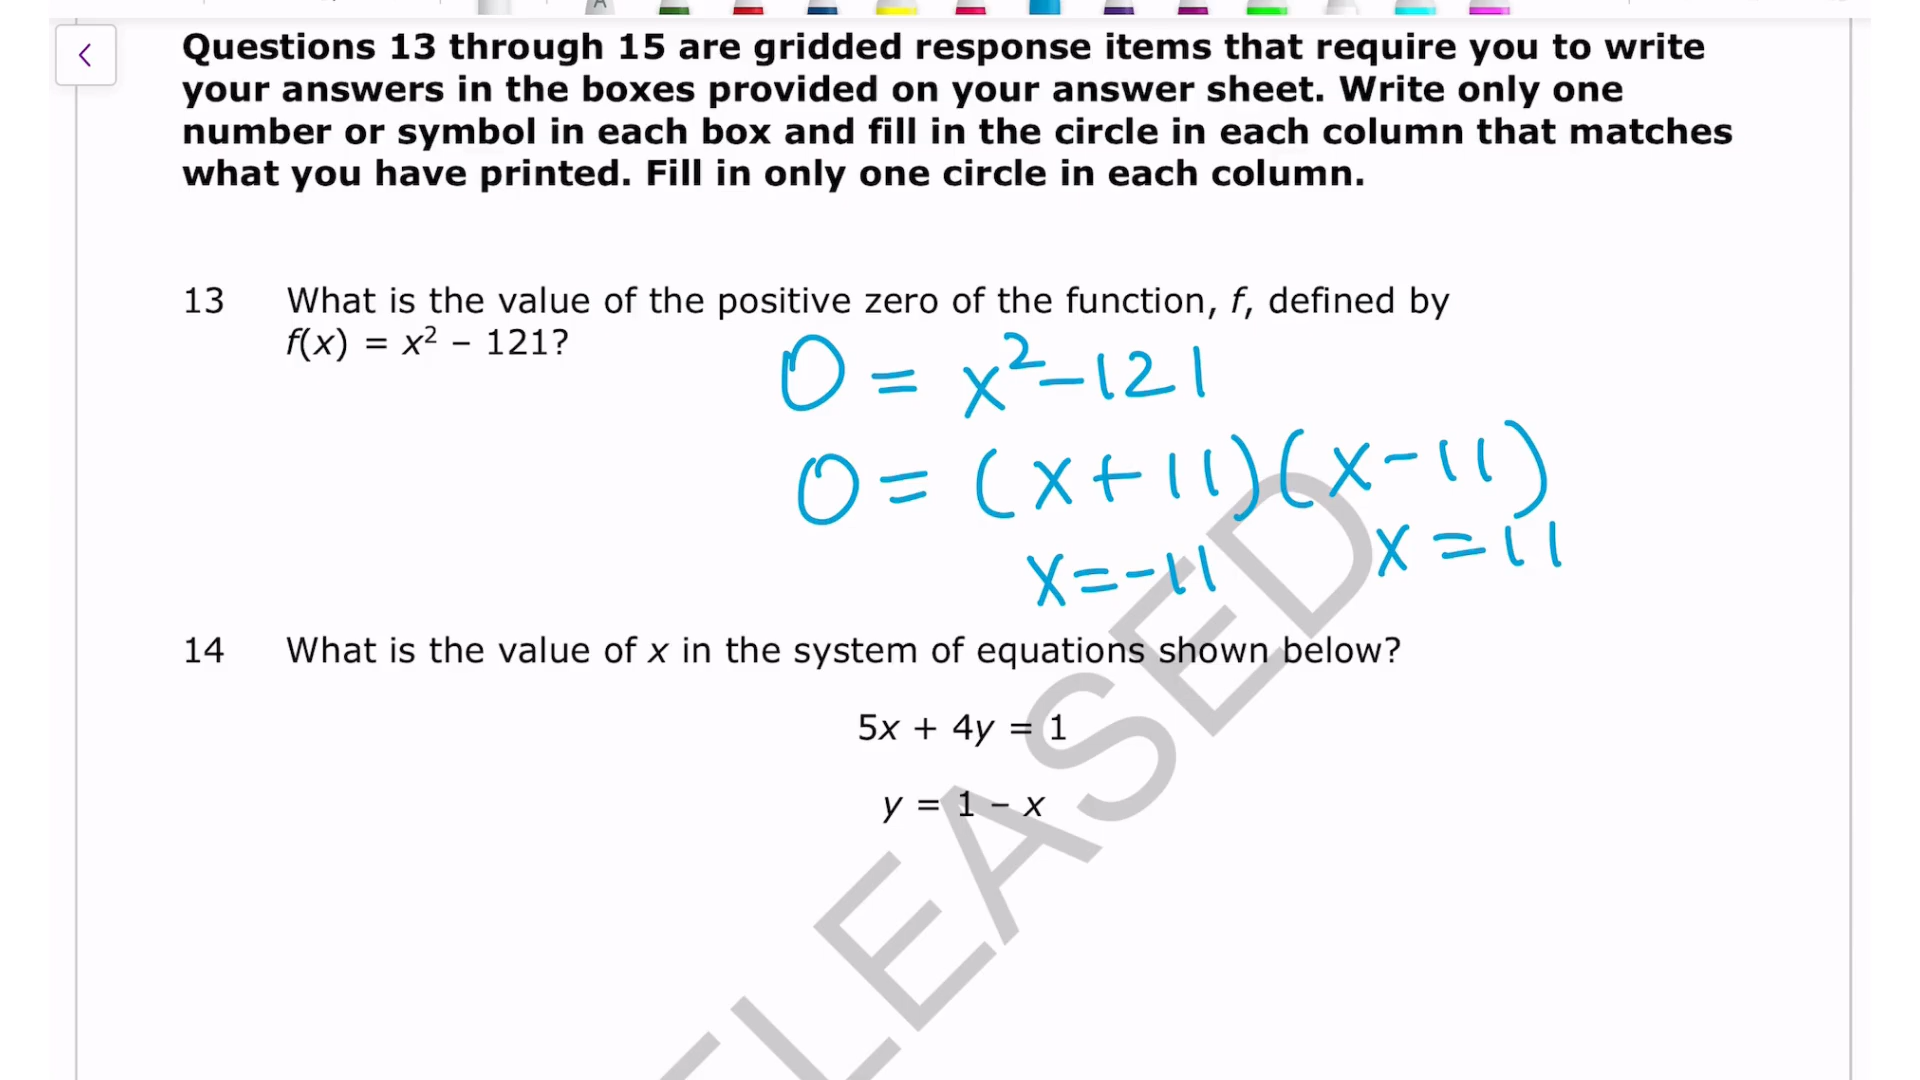 Questions 13 through 15 are gridded response items that require you to write
your answers in the boxes provided on your answer sheet. Write only one
number or symbol in each box and fill in the circle in each column that matches
what you have printed. Fill in only one circle in each column.
13 What is the value of the positive zero of the function, f, defined by
f(x) = x² – 121?
0 = x²-121
0 = (x+11)(x-11)
x=-11 x=11
14 What is the value of x in the system of equations shown below?
5x + 4y = 1
y = 1 – x
ELEASED